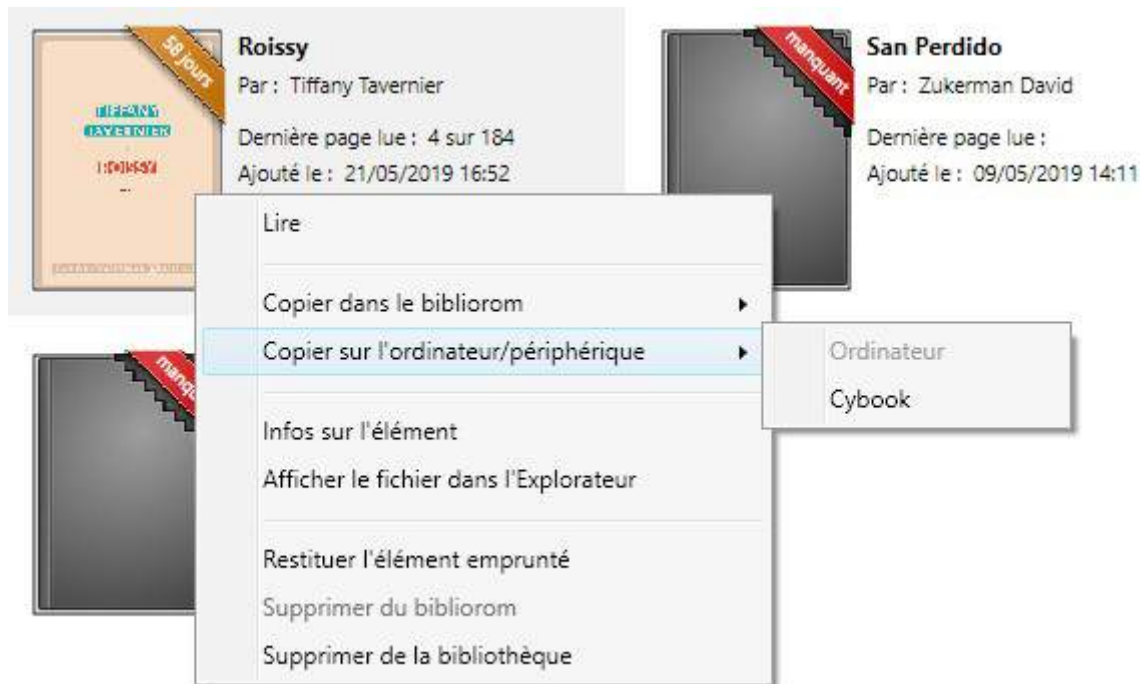 58 jours
TIFFANY
TAVERNIER
ROISSY
Roissy
Par : Tiffany Tavernier
Dernière page lue : 4 sur 184
Ajouté le : 21/05/2019 16:52
manquant
San Perdido
Par : Zukerman David
Dernière page lue :
Ajouté le : 09/05/2019 14:11
Lire
Copier dans le bibliorom
Copier sur l'ordinateur/périphérique
Ordinateur
Cybook
Infos sur l'élément
Afficher le fichier dans l'Explorateur
Restituer l'élément emprunté
Supprimer du bibliorom
Supprimer de la bibliothèque